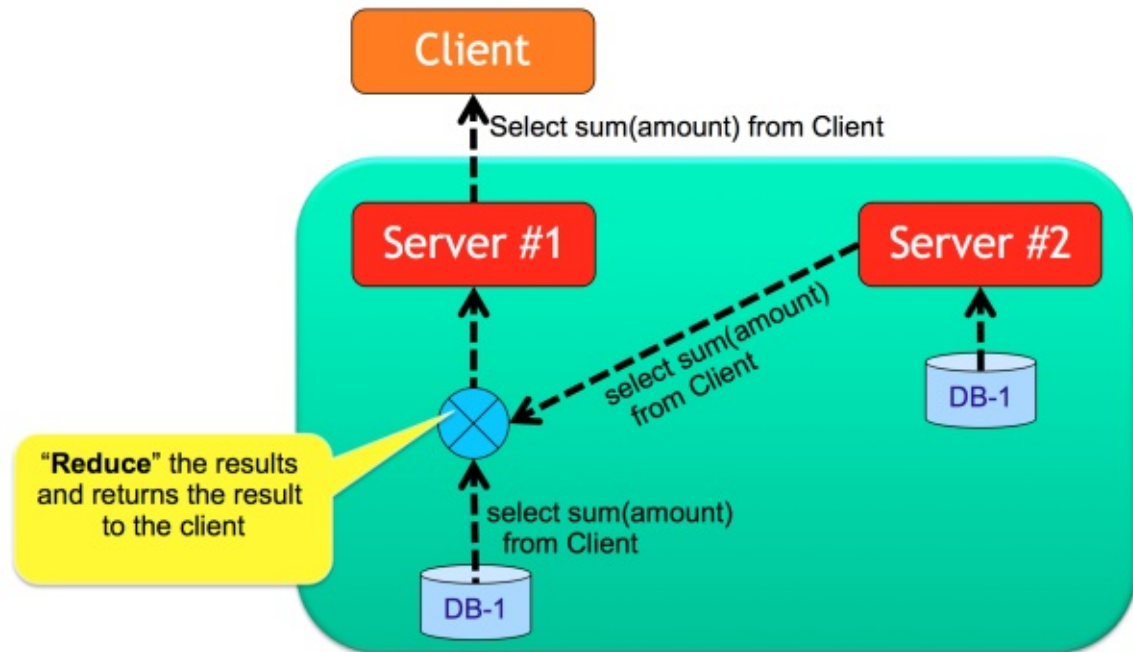 Client
Select sum(amount) from Client
Server #1
Server #2
select sum(amount)
from Client
DB-1
“Reduce” the results
and returns the result
to the client
select sum(amount)
from Client
DB-1